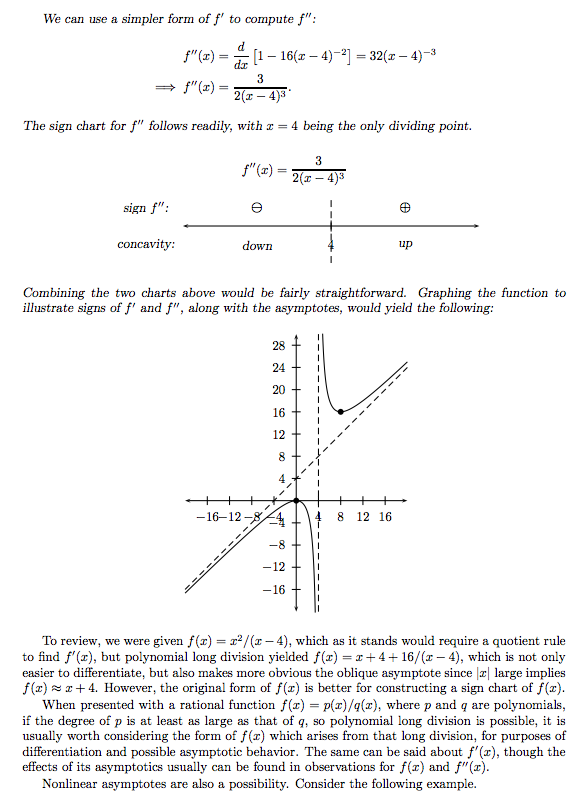 We can use a simpler form of f′ to compute f″:
f″(x) = d/dx [1 − 16(x − 4)⁻²] = 32(x − 4)⁻³
⟹ f″(x) = 3/(2(x − 4)³).
The sign chart for f″ follows readily, with x = 4 being the only dividing point.
f″(x) = 3/(2(x − 4)³)
sign f″: ⊖ ⊕
concavity: down 4 up
Combining the two charts above would be fairly straightforward. Graphing the function to
illustrate signs of f′ and f″, along with the asymptotes, would yield the following:
28
24
20
16
12
8
4
−16 −12 −8 −4 4 8 12 16
−4
−8
−12
−16
To review, we were given f(x) = x²/(x − 4), which as it stands would require a quotient rule
to find f′(x), but polynomial long division yielded f(x) = x + 4 + 16/(x − 4), which is not only
easier to differentiate, but also makes more obvious the oblique asymptote since |x| large implies
f(x) ≈ x + 4. However, the original form of f(x) is better for constructing a sign chart of f(x).
When presented with a rational function f(x) = p(x)/q(x), where p and q are polynomials,
if the degree of p is at least as large as that of q, so polynomial long division is possible, it is
usually worth considering the form of f(x) which arises from that long division, for purposes of
differentiation and possible asymptotic behavior. The same can be said about f′(x), though the
effects of its asymptotics usually can be found in observations for f(x) and f″(x).
Nonlinear asymptotes are also a possibility. Consider the following example.